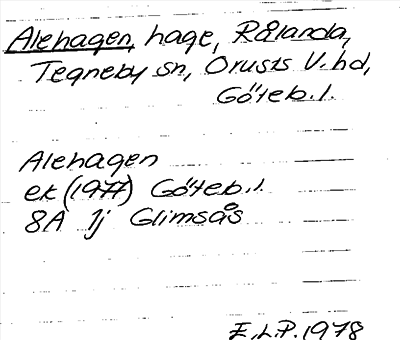 Alehagen, hage, Rålanda,
Tegneby sn, Orusts V. hd,
Göteb. l.
Alehagen
ek (1977) Göteb. l.
8A 1j Glimsås
E.L.P. 1978